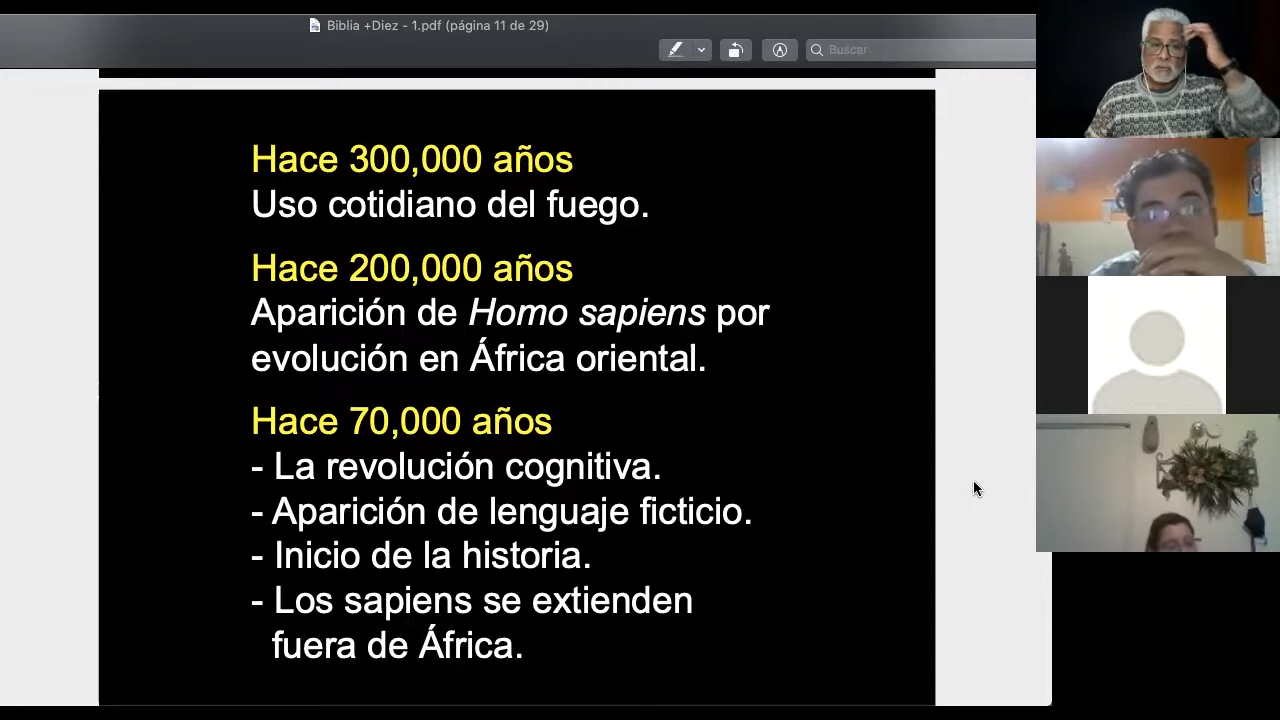 Biblia +Diez - 1.pdf (página 11 de 29)
Buscar
Hace 300,000 años
Uso cotidiano del fuego.
Hace 200,000 años
Aparición de Homo sapiens por
evolución en África oriental.
Hace 70,000 años
- La revolución cognitiva.
- Aparición de lenguaje ficticio.
- Inicio de la historia.
- Los sapiens se extienden
fuera de África.